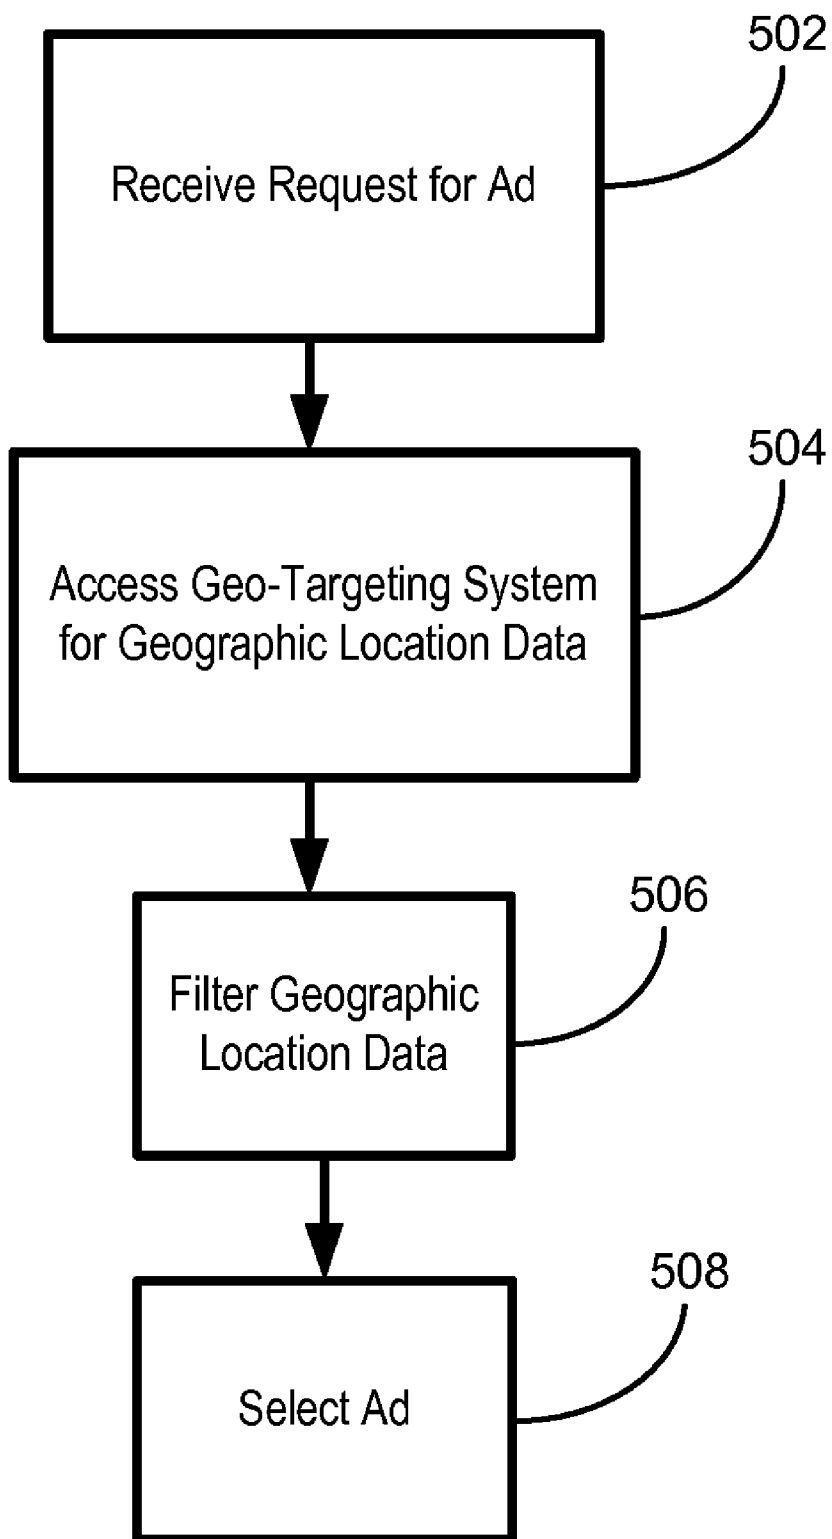 502
Receive Request for Ad
504
Access Geo-Targeting System
for Geographic Location Data
506
Filter Geographic
Location Data
508
Select Ad